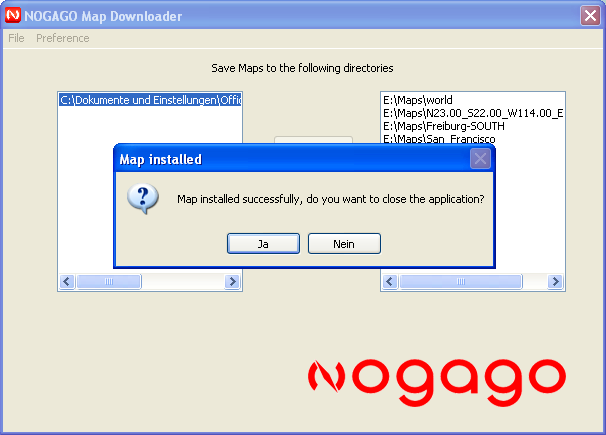 NOGAGO Map Downloader
File Preference
Save Maps to the following directories
C:\Dokumente und Einstellungen\Offic
E:\Maps\world
E:\Maps\N23.00_S22.00_W114.00_E
E:\Maps\Freiburg-SOUTH
E:\Maps\San_Francisco
Map installed
Map installed successfully, do you want to close the application?
Ja Nein
nogago